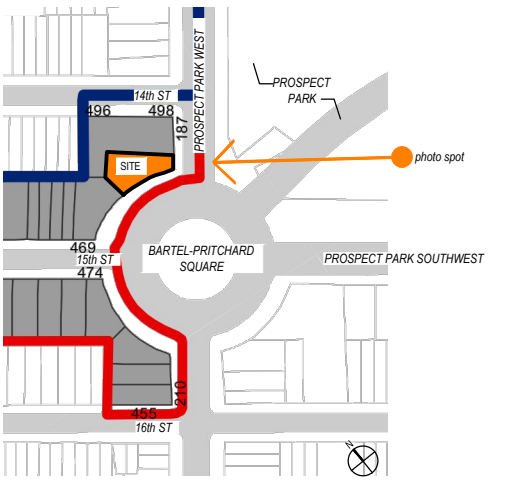 PROSPECT PARK WEST
PROSPECT
PARK
14th ST
496
498
187
SITE
photo spot
469
15th ST
474
BARTEL-PRITCHARD
SQUARE
PROSPECT PARK SOUTHWEST
210
455
16th ST
N